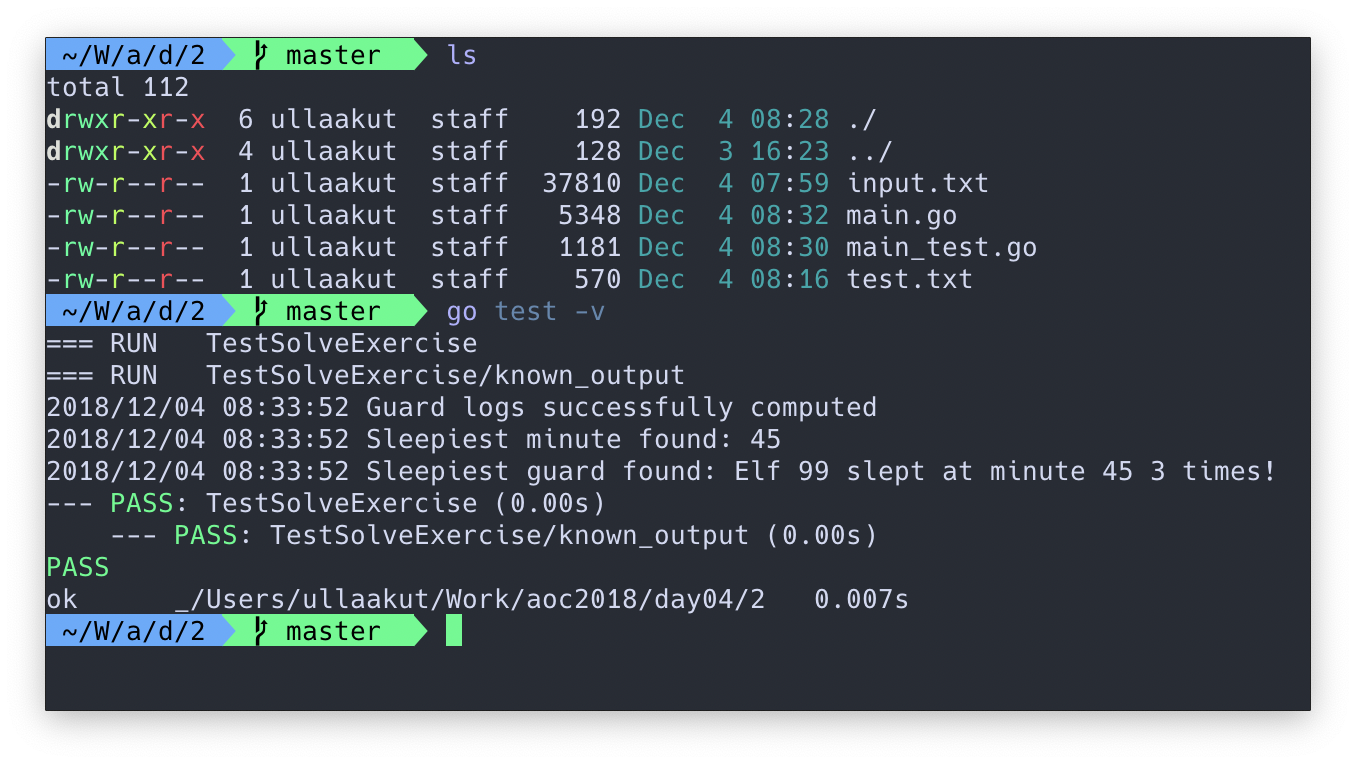 ~/W/a/d/2 master ls
total 112
drwxr-xr-x  6 ullaakut  staff    192 Dec  4 08:28 ./
drwxr-xr-x  4 ullaakut  staff    128 Dec  3 16:23 ../
-rw-r--r--  1 ullaakut  staff  37810 Dec  4 07:59 input.txt
-rw-r--r--  1 ullaakut  staff   5348 Dec  4 08:32 main.go
-rw-r--r--  1 ullaakut  staff   1181 Dec  4 08:30 main_test.go
-rw-r--r--  1 ullaakut  staff    570 Dec  4 08:16 test.txt
~/W/a/d/2 master go test -v
=== RUN   TestSolveExercise
=== RUN   TestSolveExercise/known_output
2018/12/04 08:33:52 Guard logs successfully computed
2018/12/04 08:33:52 Sleepiest minute found: 45
2018/12/04 08:33:52 Sleepiest guard found: Elf 99 slept at minute 45 3 times!
--- PASS: TestSolveExercise (0.00s)
    --- PASS: TestSolveExercise/known_output (0.00s)
PASS
ok      _/Users/ullaakut/Work/aoc2018/day04/2   0.007s
~/W/a/d/2 master